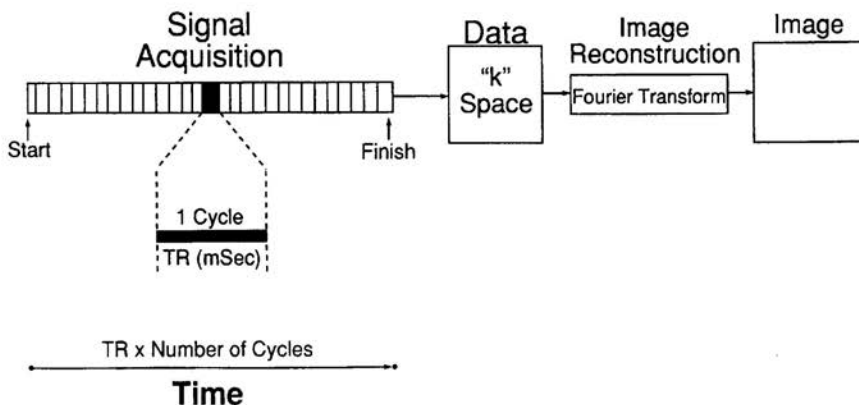 Signal
Acquisition
Data
Image
Reconstruction
Image
“k”
Space
Fourier Transform
Start
Finish
1 Cycle
TR (mSec)
TR x Number of Cycles
Time